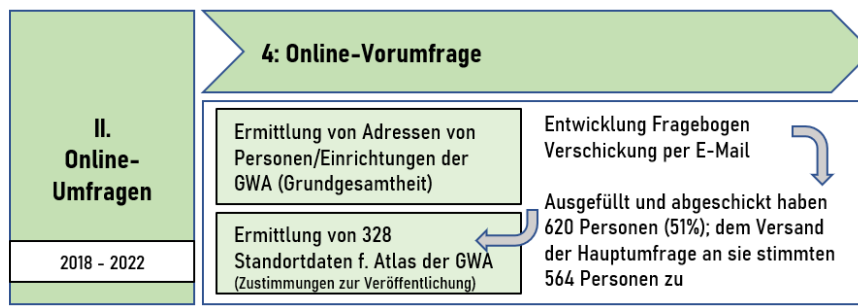 II.
Online-
Umfragen
2018 - 2022
4: Online-Vorumfrage
Ermittlung von Adressen von
Personen/Einrichtungen der
GWA (Grundgesamtheit)
Ermittlung von 328
Standortdaten f. Atlas der GWA
(Zustimmungen zur Veröffentlichung)
Entwicklung Fragebogen
Verschickung per E-Mail
Ausgefüllt und abgeschickt haben
620 Personen (51%); dem Versand
der Hauptumfrage an sie stimmten
564 Personen zu